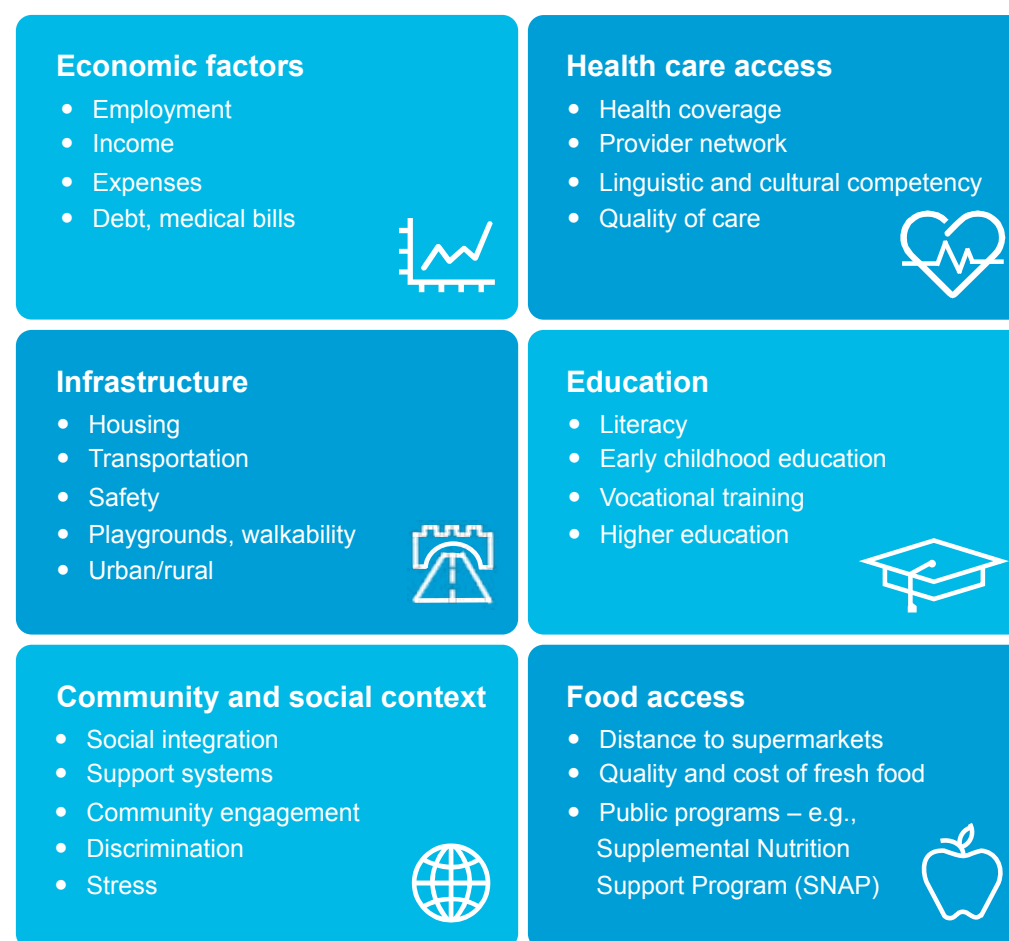 Economic factors
• Employment
• Income
• Expenses
• Debt, medical bills
Health care access
• Health coverage
• Provider network
• Linguistic and cultural competency
• Quality of care
Infrastructure
• Housing
• Transportation
• Safety
• Playgrounds, walkability
• Urban/rural
Education
• Literacy
• Early childhood education
• Vocational training
• Higher education
Community and social context
• Social integration
• Support systems
• Community engagement
• Discrimination
• Stress
Food access
• Distance to supermarkets
• Quality and cost of fresh food
• Public programs – e.g.,
Supplemental Nutrition
Support Program (SNAP)